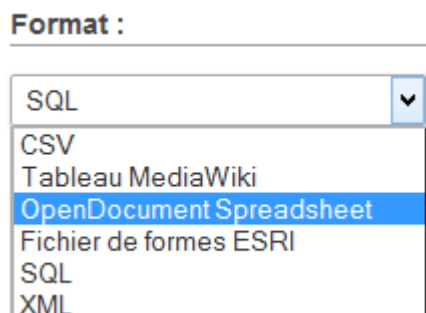 Format :
SQL
CSV
Tableau MediaWiki
OpenDocument Spreadsheet
Fichier de formes ESRI
SQL
XML